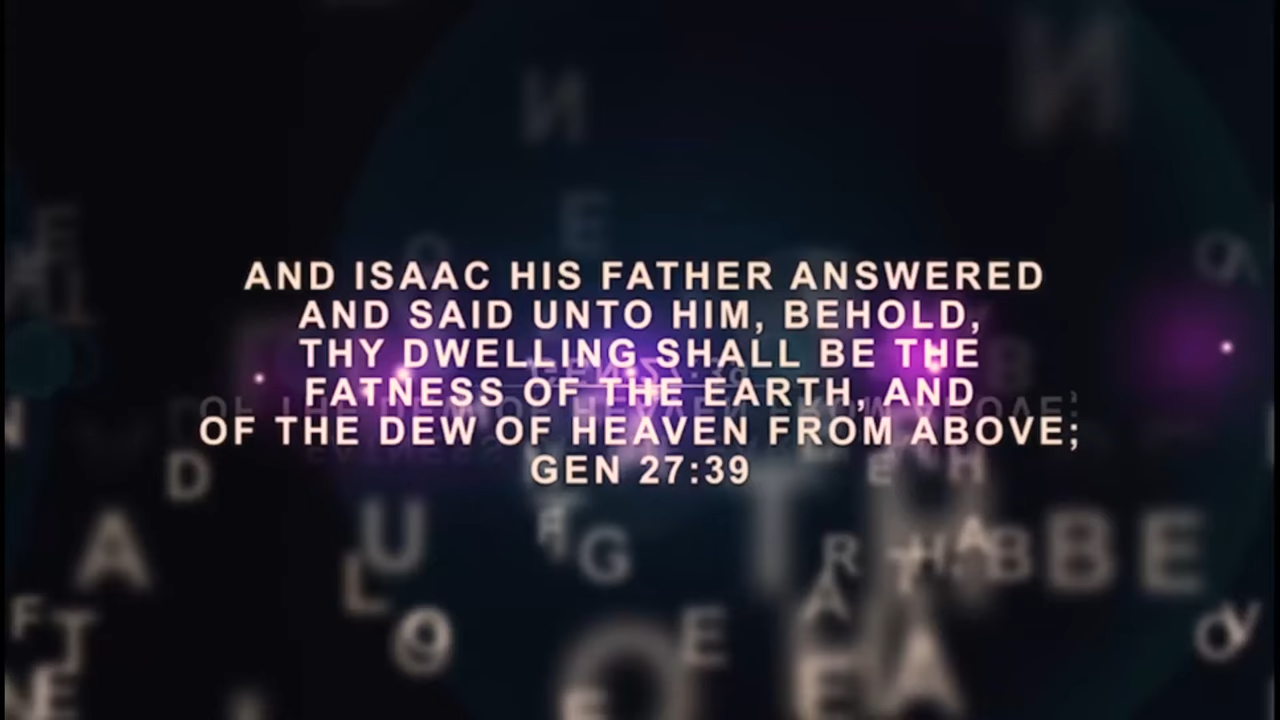 AND ISAAC HIS FATHER ANSWERED
AND SAID UNTO HIM, BEHOLD,
THY DWELLING SHALL BE THE
FATNESS OF THE EARTH, AND
OF THE DEW OF HEAVEN FROM ABOVE;
GEN 27:39